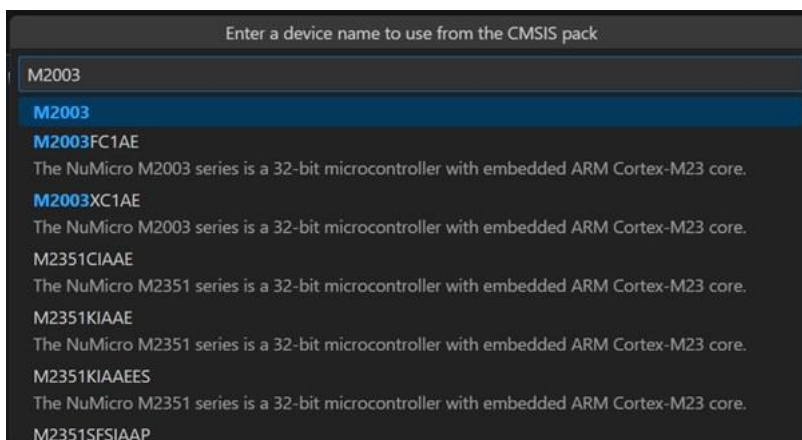 Enter a device name to use from the CMSIS pack
M2003
M2003
M2003FC1AE
The NuMicro M2003 series is a 32-bit microcontroller with embedded ARM Cortex-M23 core.
M2003XC1AE
The NuMicro M2003 series is a 32-bit microcontroller with embedded ARM Cortex-M23 core.
M2351CIAAE
The NuMicro M2351 series is a 32-bit microcontroller with embedded ARM Cortex-M23 core.
M2351KIAAE
The NuMicro M2351 series is a 32-bit microcontroller with embedded ARM Cortex-M23 core.
M2351KIAAEES
The NuMicro M2351 series is a 32-bit microcontroller with embedded ARM Cortex-M23 core.
M2351SFSIAAP